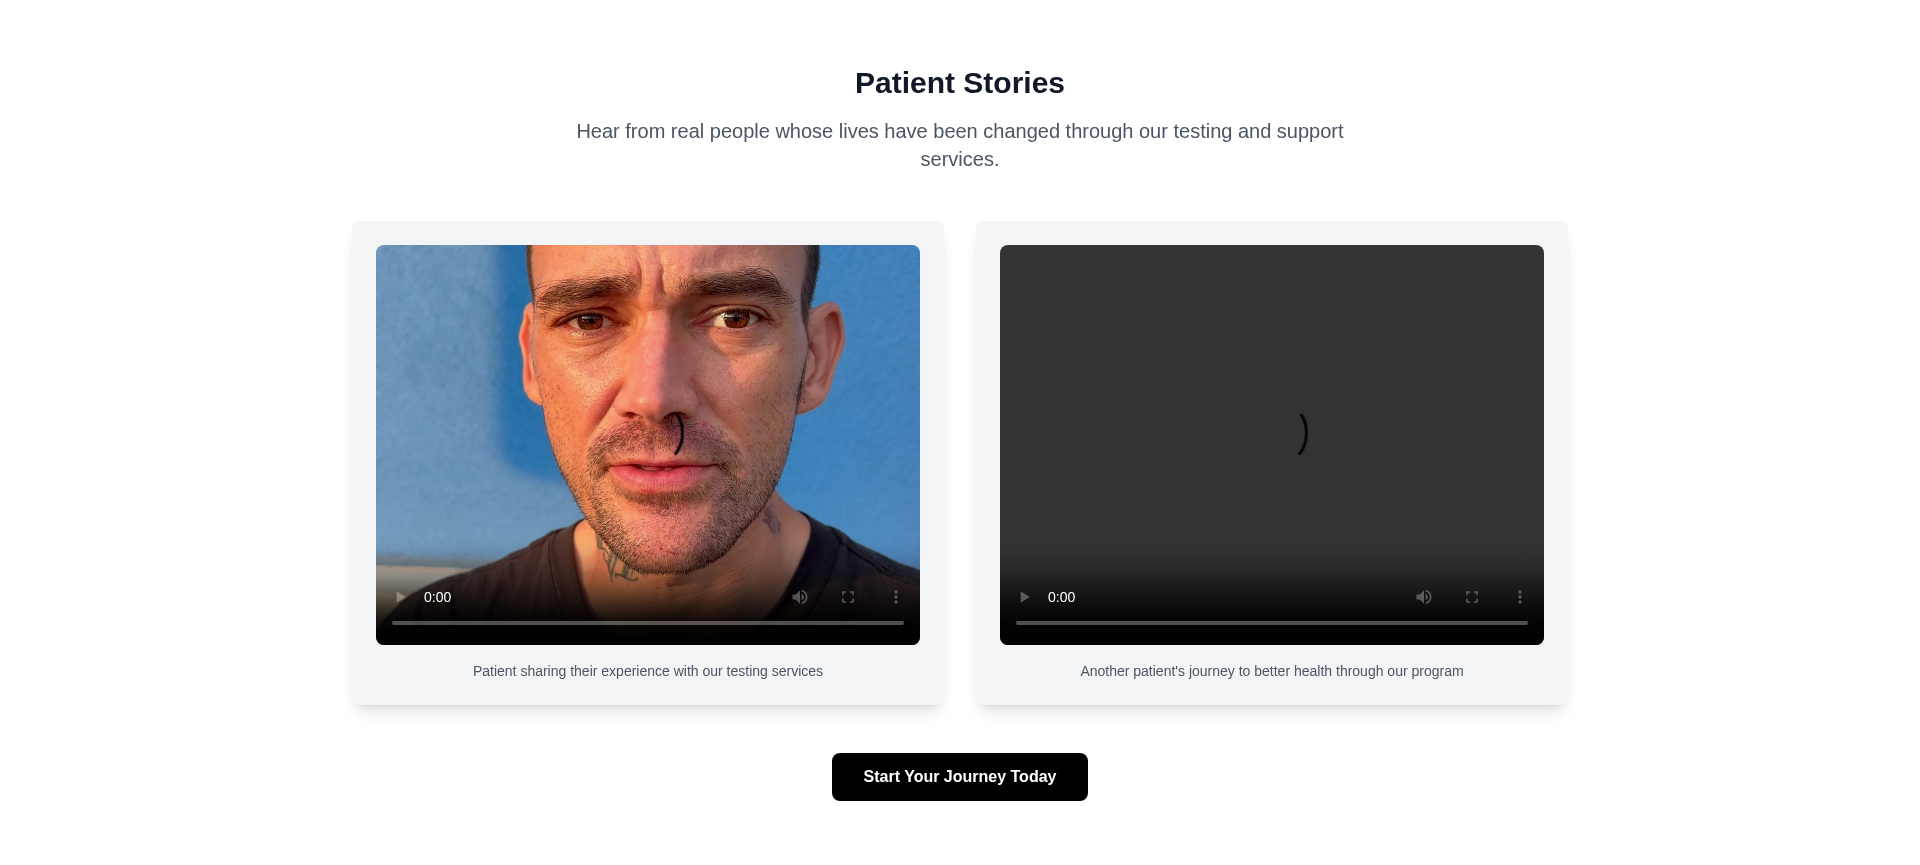 Patient Stories
Hear from real people whose lives have been changed through our testing and support
services.
0:00
0:00
Patient sharing their experience with our testing services
Another patient's journey to better health through our program
Start Your Journey Today